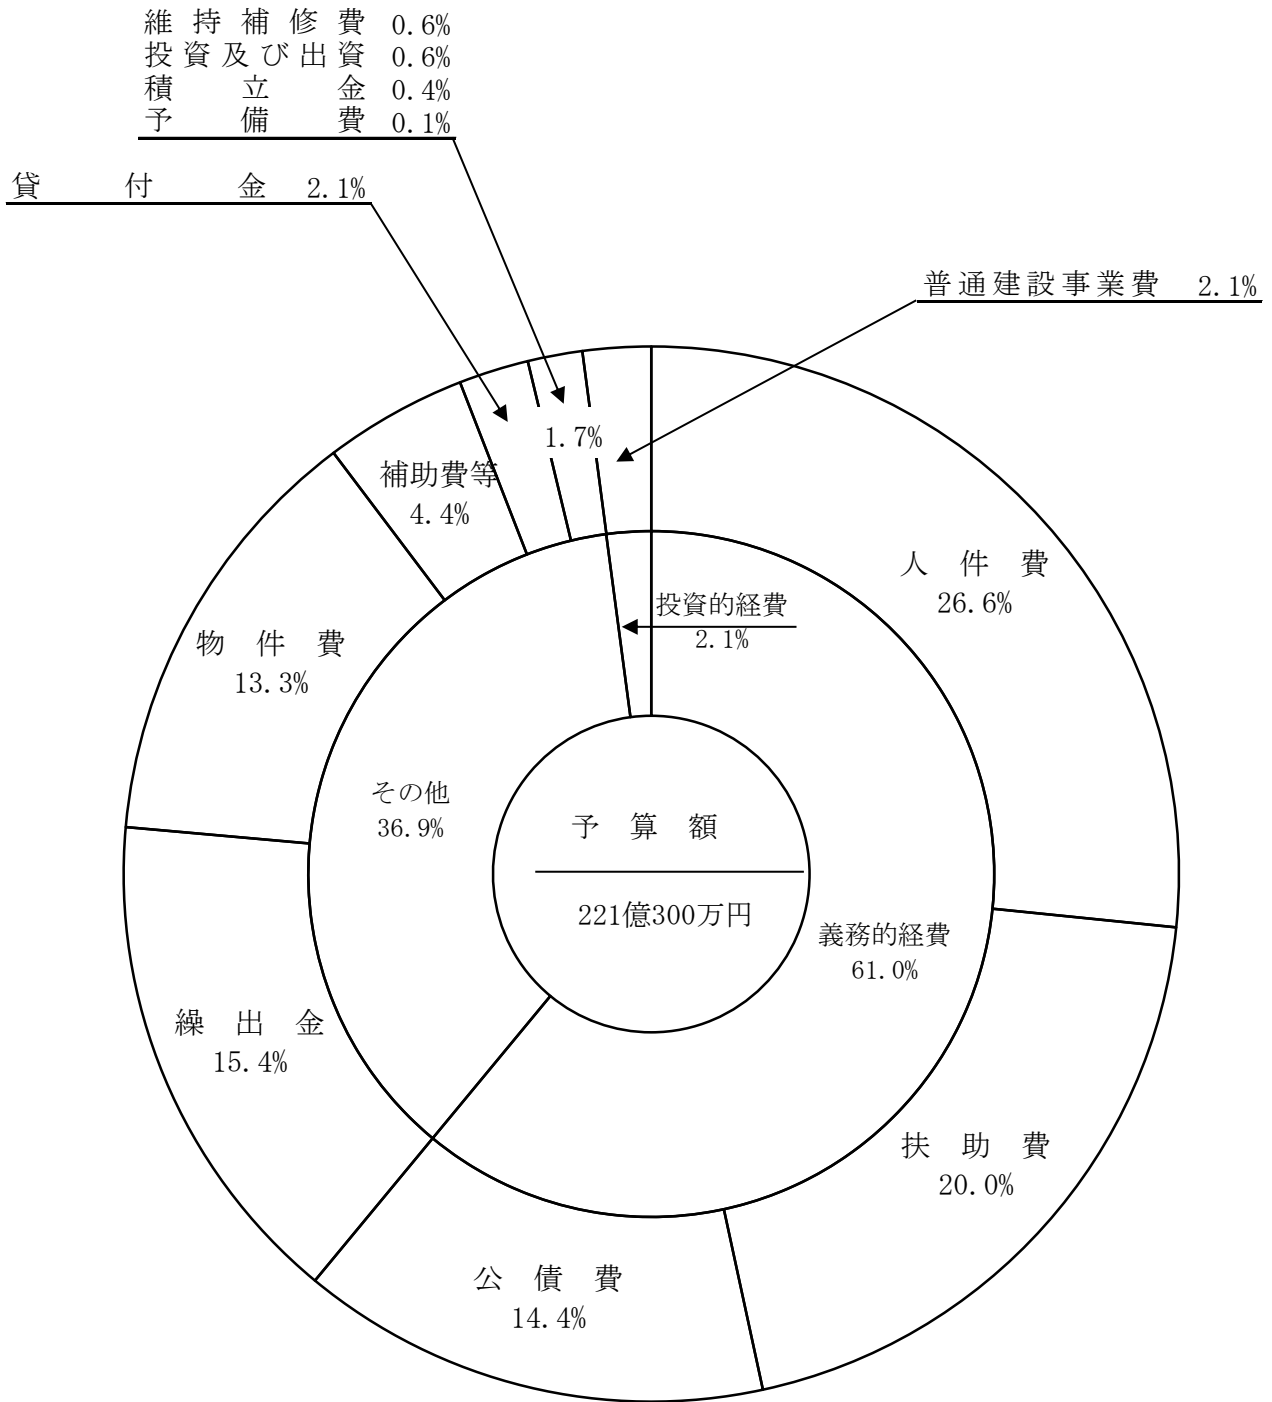 維持補修費 0.6%
投資及び出資 0.6%
積立金 0.4%
予備費 0.1%
貸付金 2.1%
普通建設事業費 2.1%
1.7%
補助費等
4.4%
人件費
26.6%
投資的経費
2.1%
物件費
13.3%
その他
36.9%
予算額
221億300万円
義務的経費
61.0%
繰出金
15.4%
扶助費
20.0%
公債費
14.4%